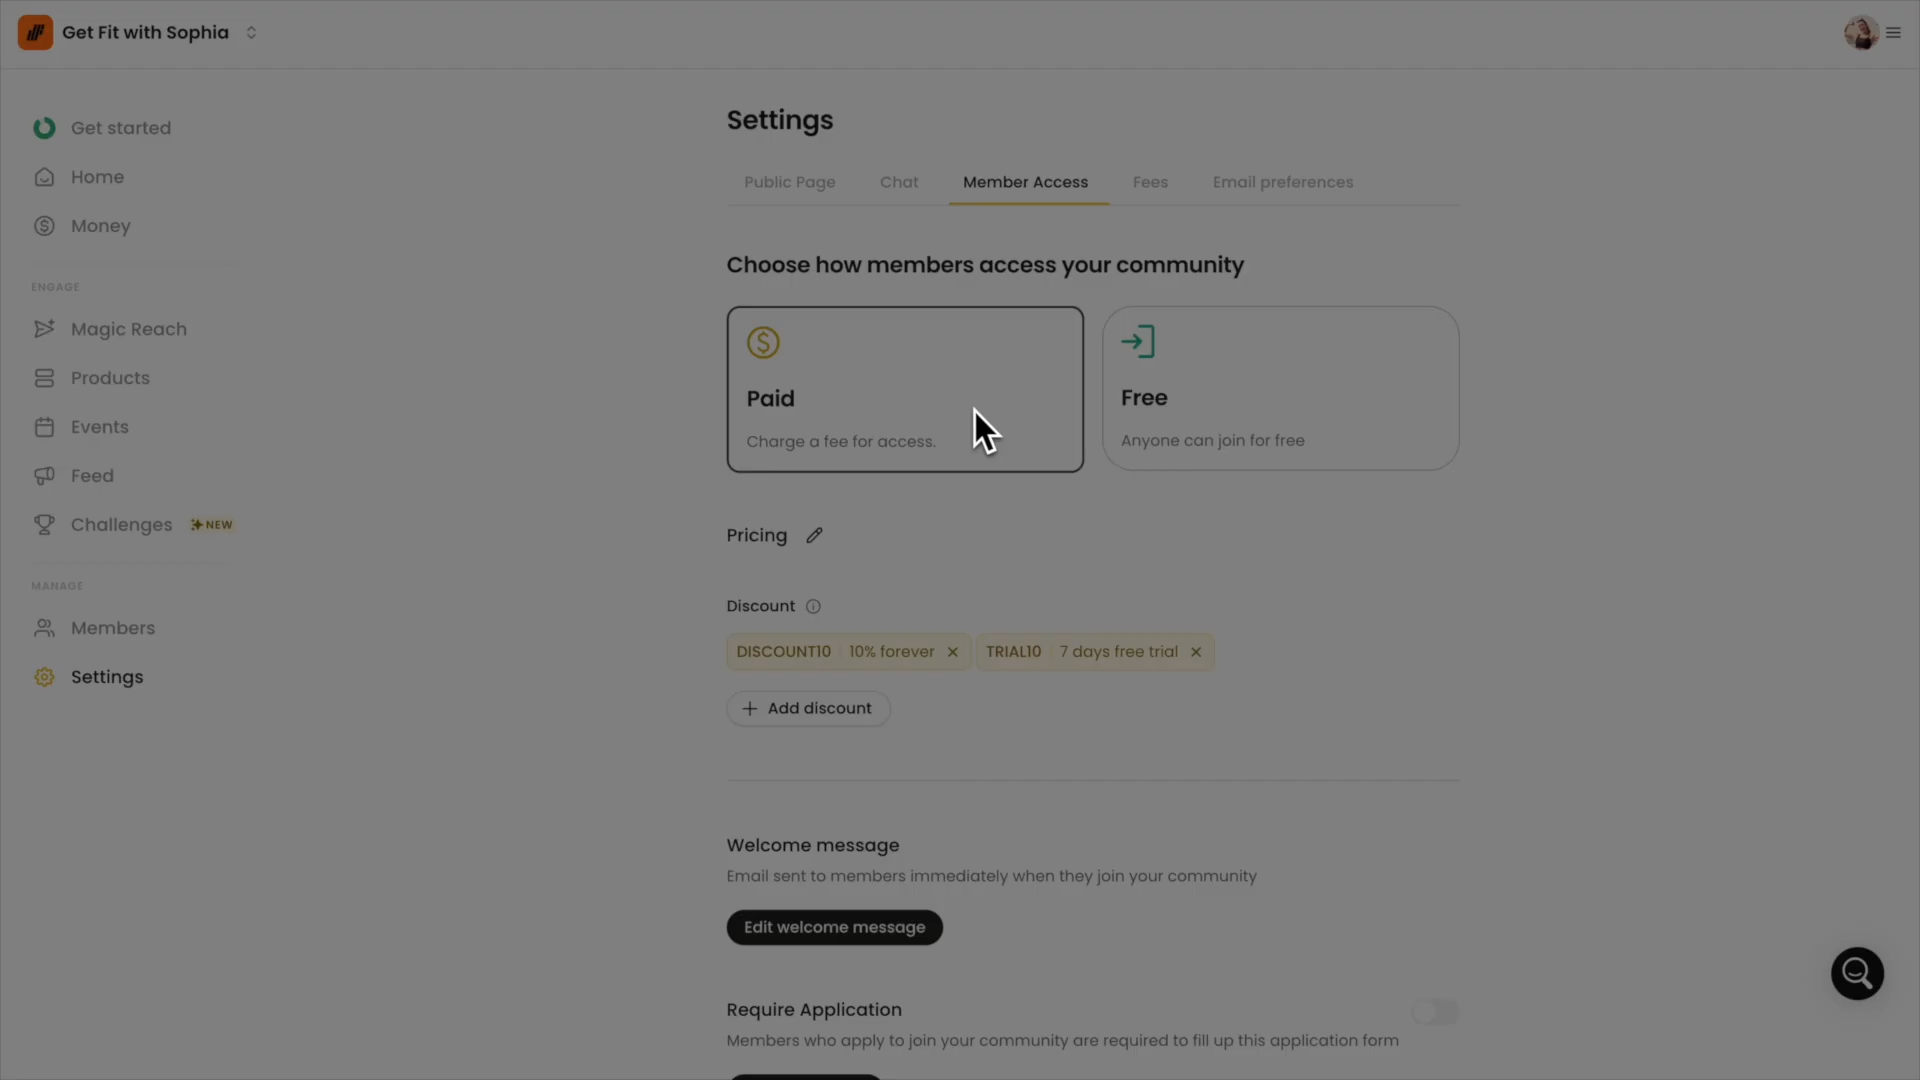 Get Fit with Sophia
Get started
Home
Money
ENGAGE
Magic Reach
Products
Events
Feed
Challenges NEW
MANAGE
Members
Settings
Settings
Public Page Chat Member Access Fees Email preferences
Choose how members access your community
Paid
Charge a fee for access.
Free
Anyone can join for free
Pricing
Discount
DISCOUNT10 10% forever TRIAL10 7 days free trial
Add discount
Welcome message
Email sent to members immediately when they join your community
Edit welcome message
Require Application
Members who apply to join your community are required to fill up this application form